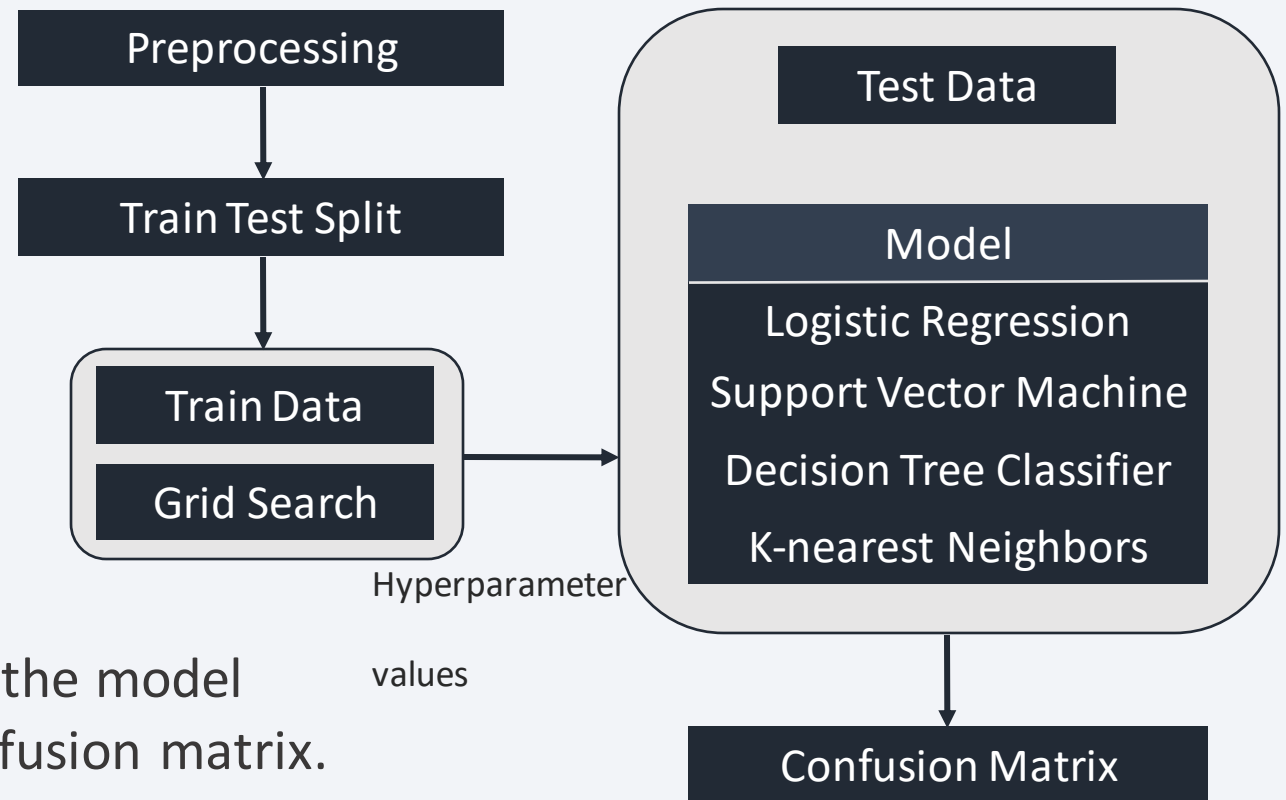 Preprocessing
Train Test Split
Train Data
Grid Search
Hyperparameter
values
the model
fusion matrix.
Test Data
Model
Logistic Regression
Support Vector Machine
Decision Tree Classifier
K-nearest Neighbors
Confusion Matrix